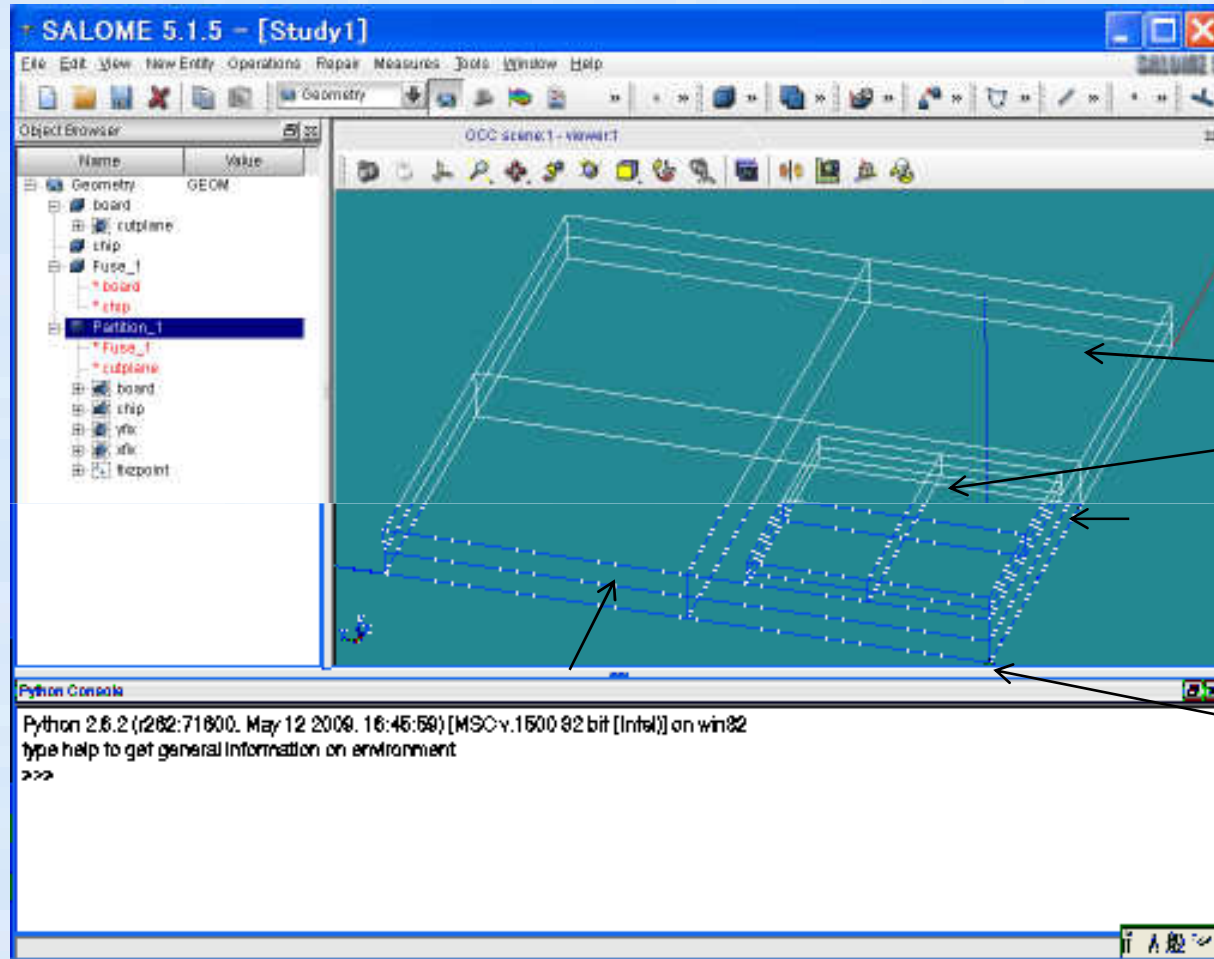 SALOME 5.1.5 - [Study1]
File Edit View New Entity Operations Repair Measures Tools Window Help
SALOME
Geometry
Object Browser
OCC scene:1 - viewer:1
Name Value
Geometry GEOM
board
cutplane
chip
Fuse_1
* board
* chip
Partition_1
* Fuse_1
* cutplane
board
chip
yfix
xfix
Python Console
Python 2.6.2 (r262:71600, May 12 2009, 16:45:59) [MSC v.1500 32 bit (Intel)] on win32
type help to get general information on environment
>>>
A 般